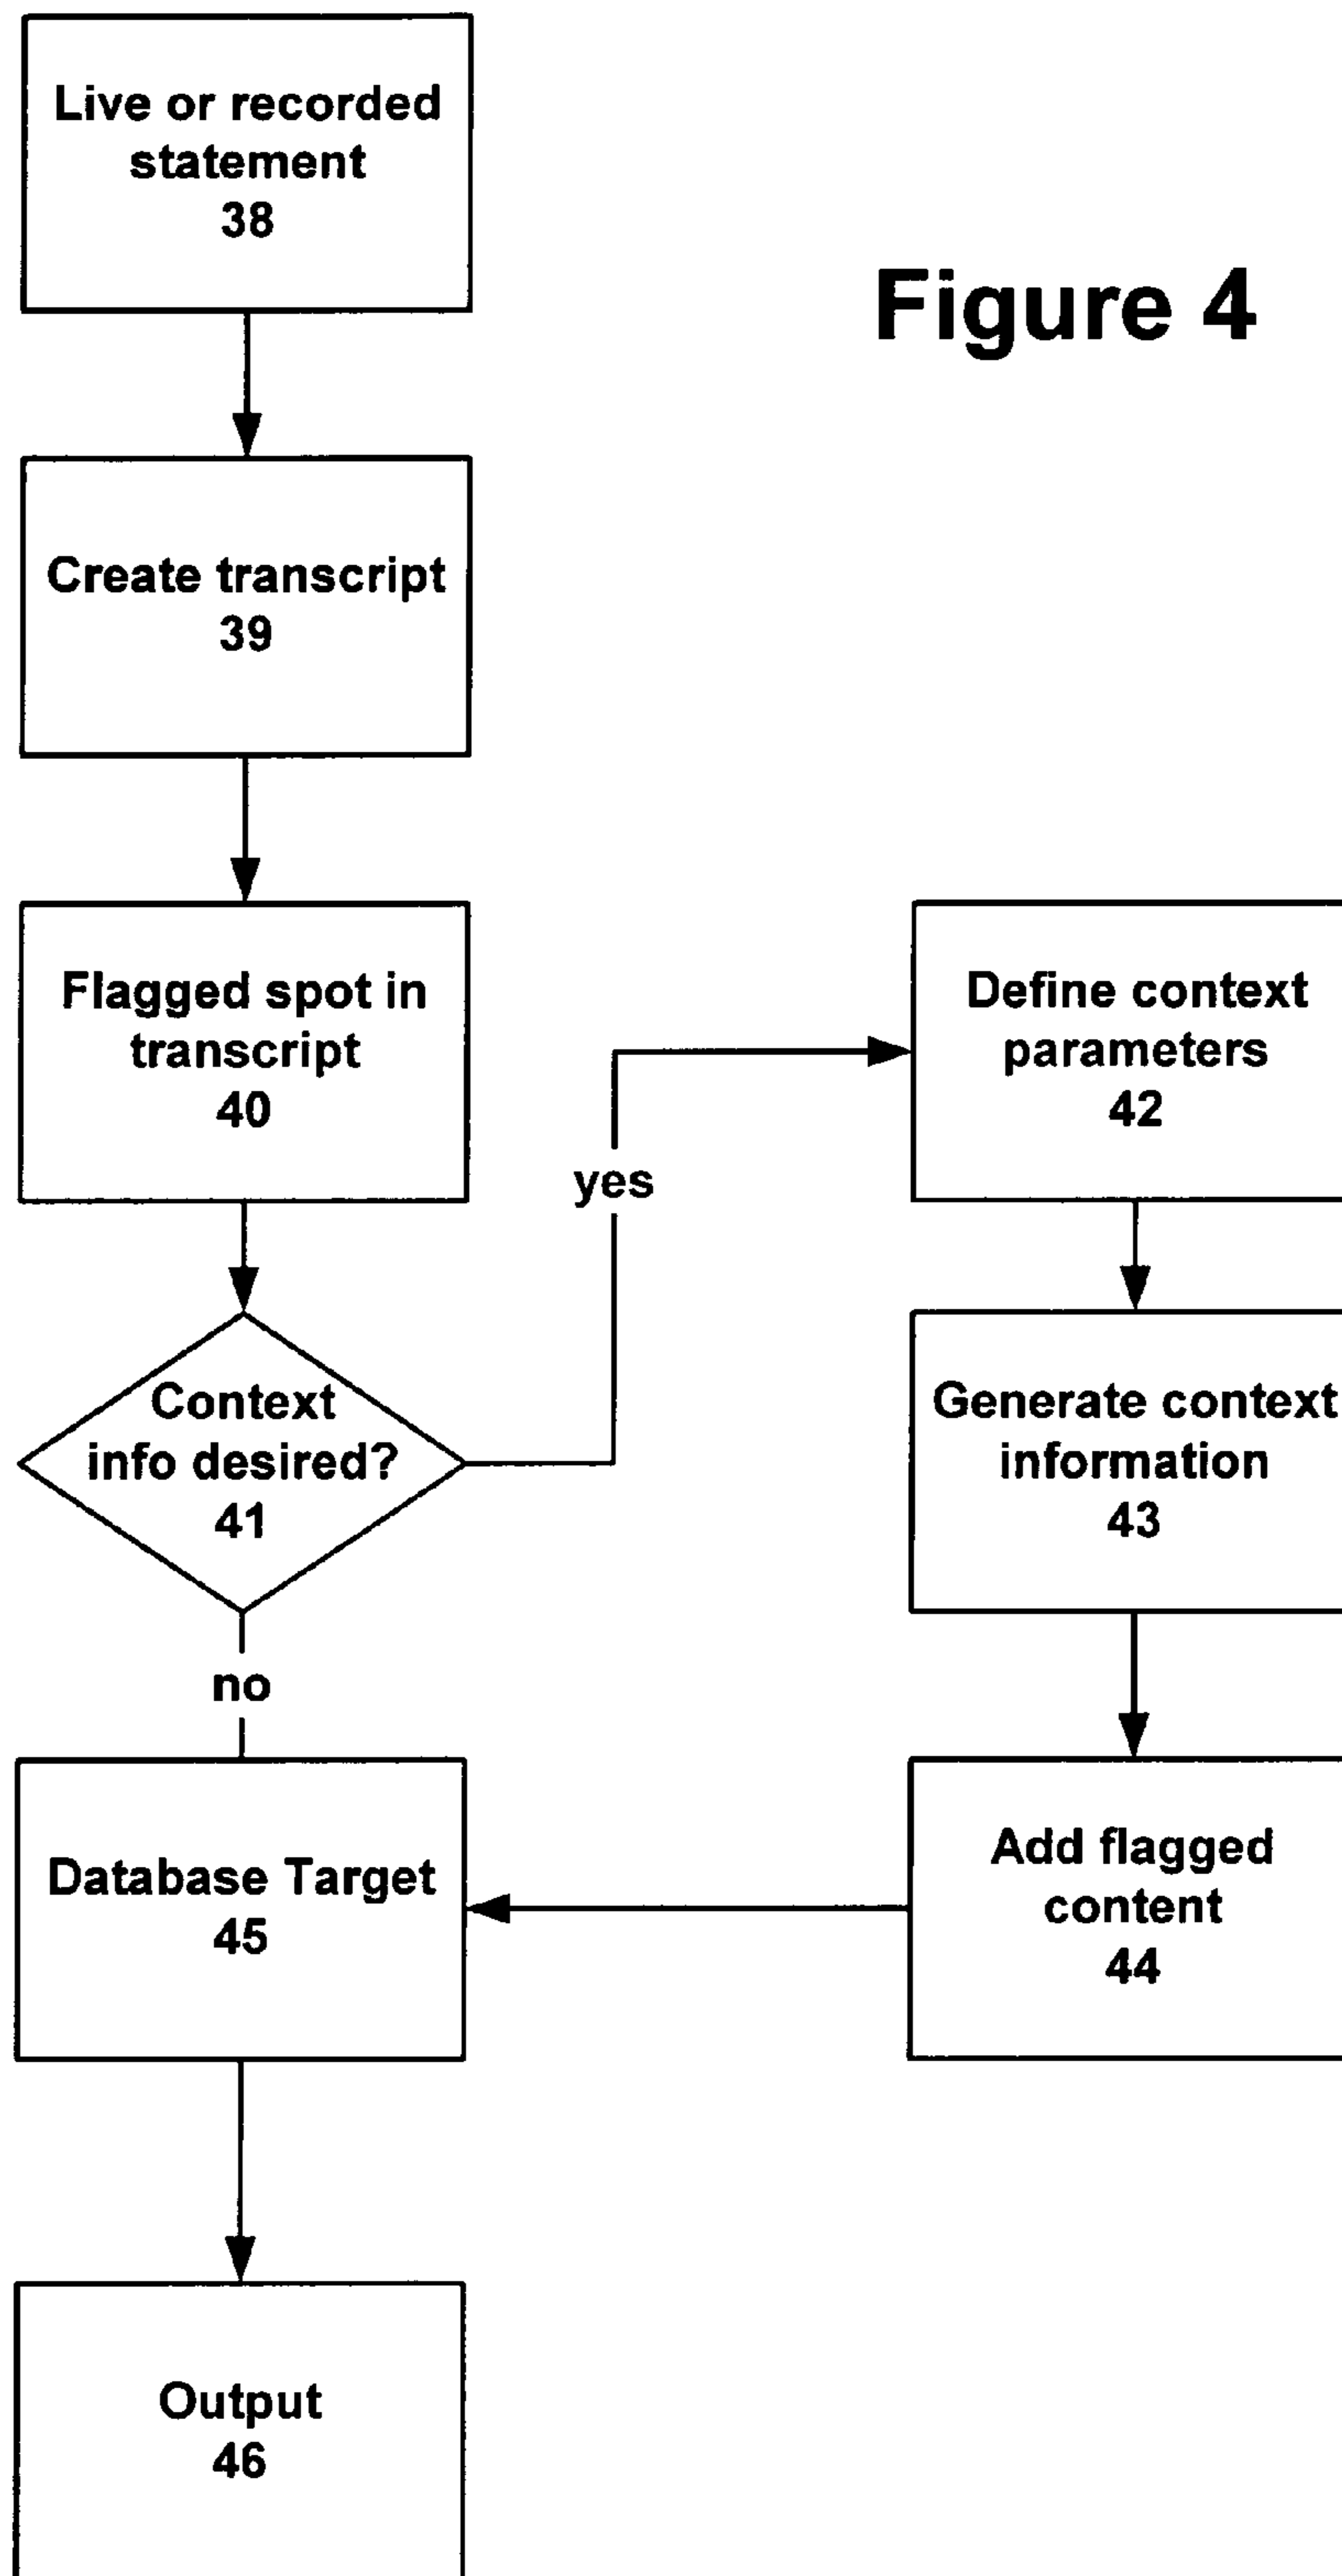 Live or recorded
statement
38
Figure 4
Create transcript
39
Flagged spot in
transcript
40
Define context
parameters
42
yes
Context
info desired?
41
Generate context
information
43
no
Database Target
45
Add flagged
content
44
Output
46